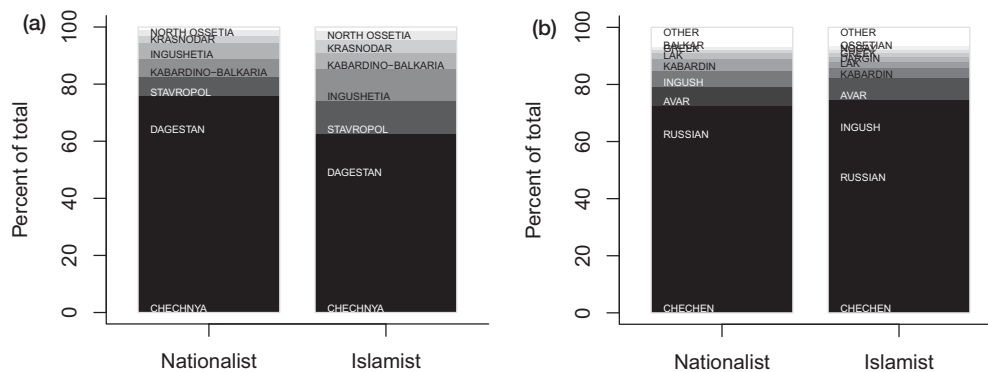 (a)
Percent of total
100
80
60
40
20
0
NORTH OSSETIA
KRASNODAR
INGUSHETIA
KABARDINO−BALKARIA
STAVROPOL
DAGESTAN
CHECHNYA
Nationalist
NORTH OSSETIA
KRASNODAR
KABARDINO−BALKARIA
INGUSHETIA
STAVROPOL
DAGESTAN
CHECHNYA
Islamist
(b)
Percent of total
100
80
60
40
20
0
OTHER
BALKAR
GREEK
LAK
KABARDIN
INGUSH
AVAR
RUSSIAN
CHECHEN
Nationalist
OTHER
OSSETIAN
GREEK
DARGIN
LAK
KABARDIN
AVAR
INGUSH
RUSSIAN
CHECHEN
Islamist